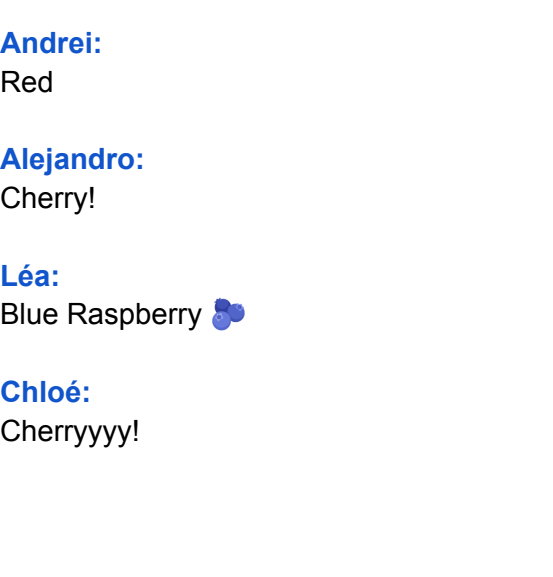 Andrei:
Red
Alejandro:
Cherry!
Léa:
Blue Raspberry 🫐
Chloé:
Cherryyyy!